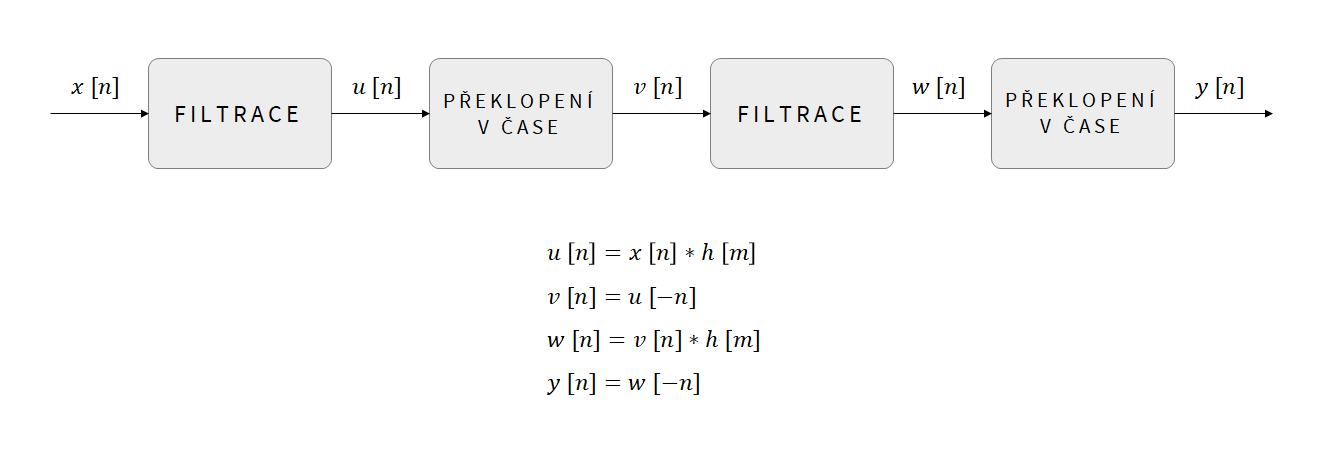 x [n]
FILTRACE
u [n]
PŘEKLOPENÍ
V ČASE
v [n]
FILTRACE
w [n]
PŘEKLOPENÍ
V ČASE
y [n]
u [n] = x [n] ∗ h [m]
v [n] = u [−n]
w [n] = v [n] ∗ h [m]
y [n] = w [−n]